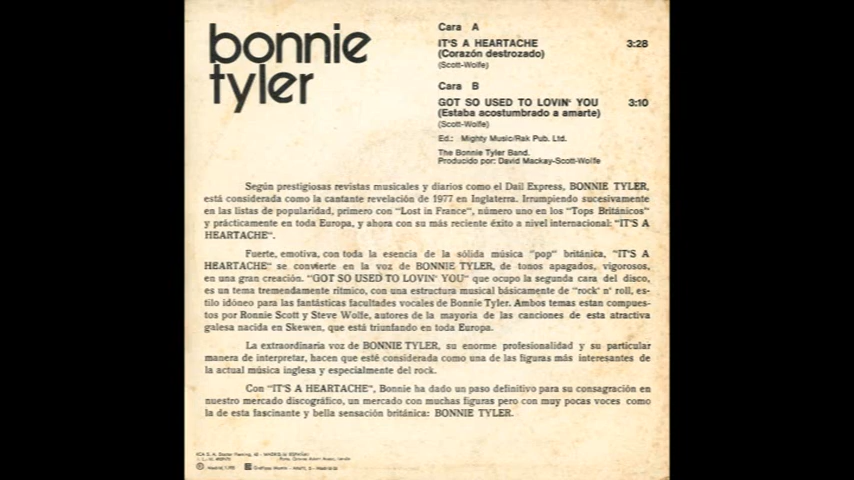 bonnie
tyler
Cara A
IT'S A HEARTACHE 3:28
(Corazón destrozado)
(Scott-Wolfe)
Cara B
GOT SO USED TO LOVIN' YOU 3:10
(Estaba acostumbrado a amarte)
(Scott-Wolfe)
Ed.: Mighty Music/Rak Pub. Ltd.
The Bonnie Tyler Band.
Producido por: David Mackay-Scott-Wolfe
Según prestigiosas revistas musicales y diarios como el Dail Express, BONNIE TYLER,
está considerada como la cantante revelación de 1977 en Inglaterra. Irrumpiendo sucesivamente
en las listas de popularidad, primero con "Lost in France", número uno en los "Tops Británicos"
y prácticamente en toda Europa, y ahora con su más reciente éxito a nivel internacional: "IT'S A
HEARTACHE".
Fuerte, emotiva, con toda la esencia de la sólida música "pop" británica, "IT'S A
HEARTACHE" se convierte en la voz de BONNIE TYLER, de tonos apagados, vigorosos,
en una gran creación. "GOT SO USED TO LOVIN' YOU" que ocupo la segunda cara del disco,
es un tema tremendamente rítmico, con una estructura musical básicamente de "rock' n' roll, es-
tilo idóneo para las fantásticas facultades vocales de Bonnie Tyler. Ambos temas estan compues-
tos por Ronnie Scott y Steve Wolfe, autores de la mayoría de las canciones de esta atractiva
galesa nacida en Skewen, que está triunfando en toda Europa.
La extraordinaria voz de BONNIE TYLER, su enorme profesionalidad y su particular
manera de interpretar, hacen que esté considerada como una de las figuras más interesantes de
la actual música inglesa y especialmente del rock.
Con "IT'S A HEARTACHE", Bonnie ha dado un paso definitivo para su consagración en
nuestro mercado discográfico, un mercado con muchas figuras pero con muy pocas voces como
la de esta fascinante y bella sensación británica: BONNIE TYLER.